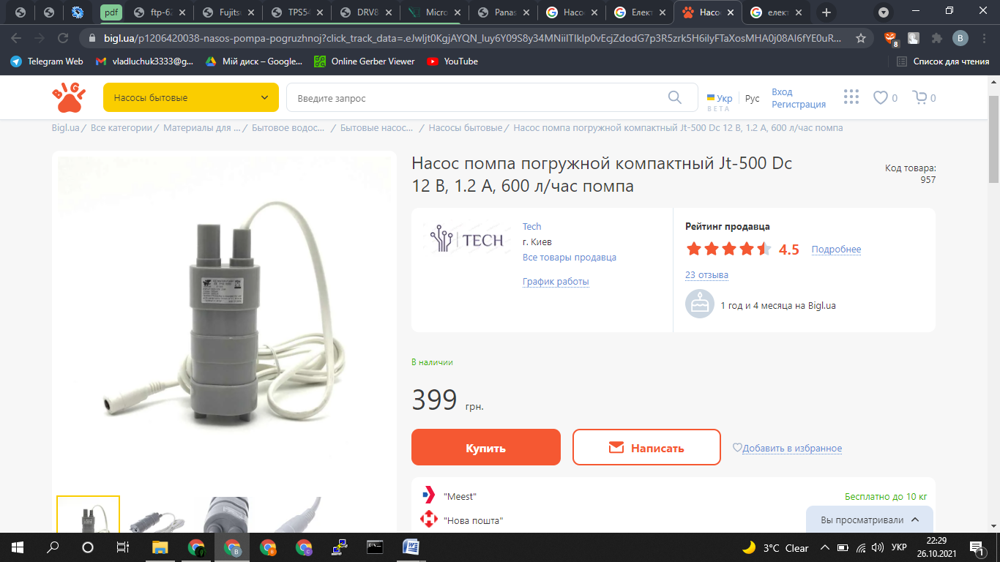 pdf
ftp-62
Fujits
TPS54
DRV8
Micro
Panas
Насо
Елект
Насо
елект
bigl.ua/p1206420038-nasos-pompa-pogruzhnoj?click_track_data=
8
B
Telegram Web
vladluchuk3333@g...
Мій диск – Google...
Online Gerber Viewer
YouTube
Список для чтения
BIGL
Насосы бытовые
Введите запрос
Укр
BETA
Рус
Вход
Регистрация
0
0
Bigl.ua / Все категории / Материалы для ... / Бытовое водос... / Бытовые насос... / Насосы бытовые / Насос помпа погружной компактный Jt-500 Dc 12 В, 1.2 А, 600 л/час помпа
Насос помпа погружной компактный Jt-500 Dc
12 В, 1.2 А, 600 л/час помпа
Код товара:
957
TECH
Tech
г. Киев
Все товары продавца
График работы
Рейтинг продавца
4.5
Подробнее
23 отзыва
1 год и 4 месяца на Bigl.ua
В наличии
399 грн.
Купить
Написать
Добавить в избранное
"Meest"
Бесплатно до 10 кг
"Нова пошта"
Вы просматривали
B
3°C Clear
УКР
22:29
26.10.2021
1